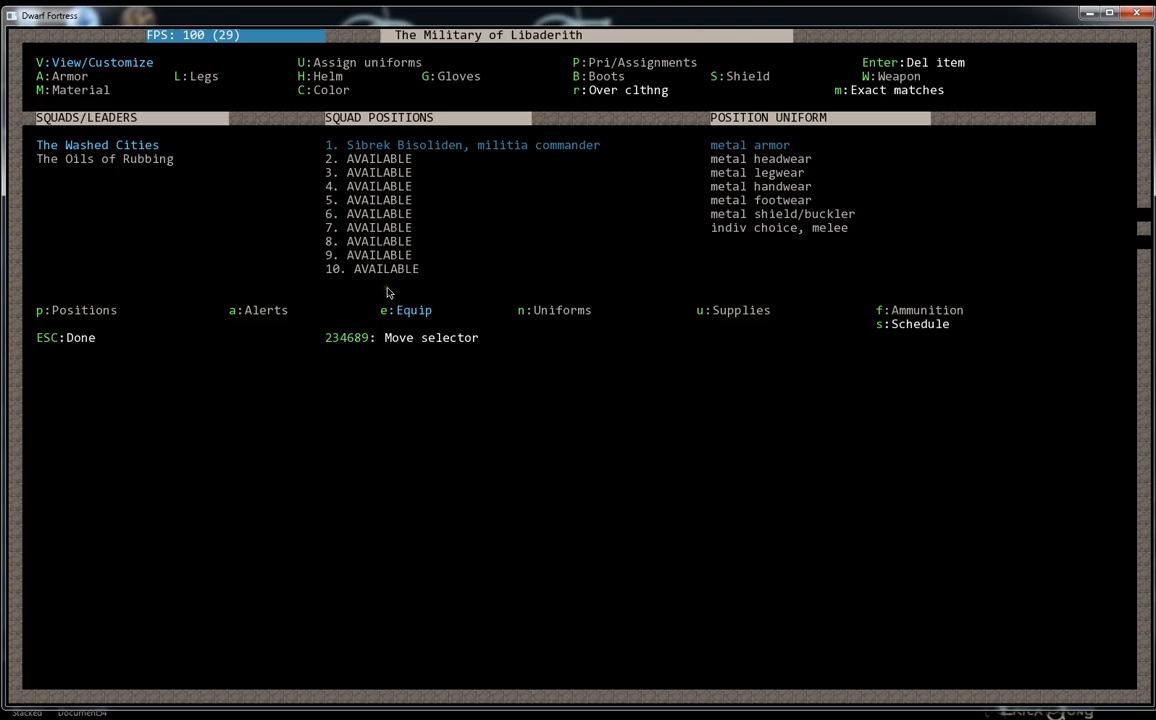 Dwarf Fortress
FPS: 100 (29) The Military of Libaderith
V:View/Customize U:Assign uniforms P:Pri/Assignments Enter:Del item
A:Armor L:Legs H:Helm G:Gloves B:Boots S:Shield W:Weapon
M:Material C:Color r:Over clthng m:Exact matches
SQUADS/LEADERS SQUAD POSITIONS POSITION UNIFORM
The Washed Cities 1. Sibrek Bisoliden, militia commander metal armor
The Oils of Rubbing 2. AVAILABLE metal headwear
3. AVAILABLE metal legwear
4. AVAILABLE metal handwear
5. AVAILABLE metal footwear
6. AVAILABLE metal shield/buckler
7. AVAILABLE indiv choice, melee
8. AVAILABLE
9. AVAILABLE
10. AVAILABLE
p:Positions a:Alerts e:Equip n:Uniforms u:Supplies f:Ammunition
s:Schedule
ESC:Done 234689: Move selector
Stacked